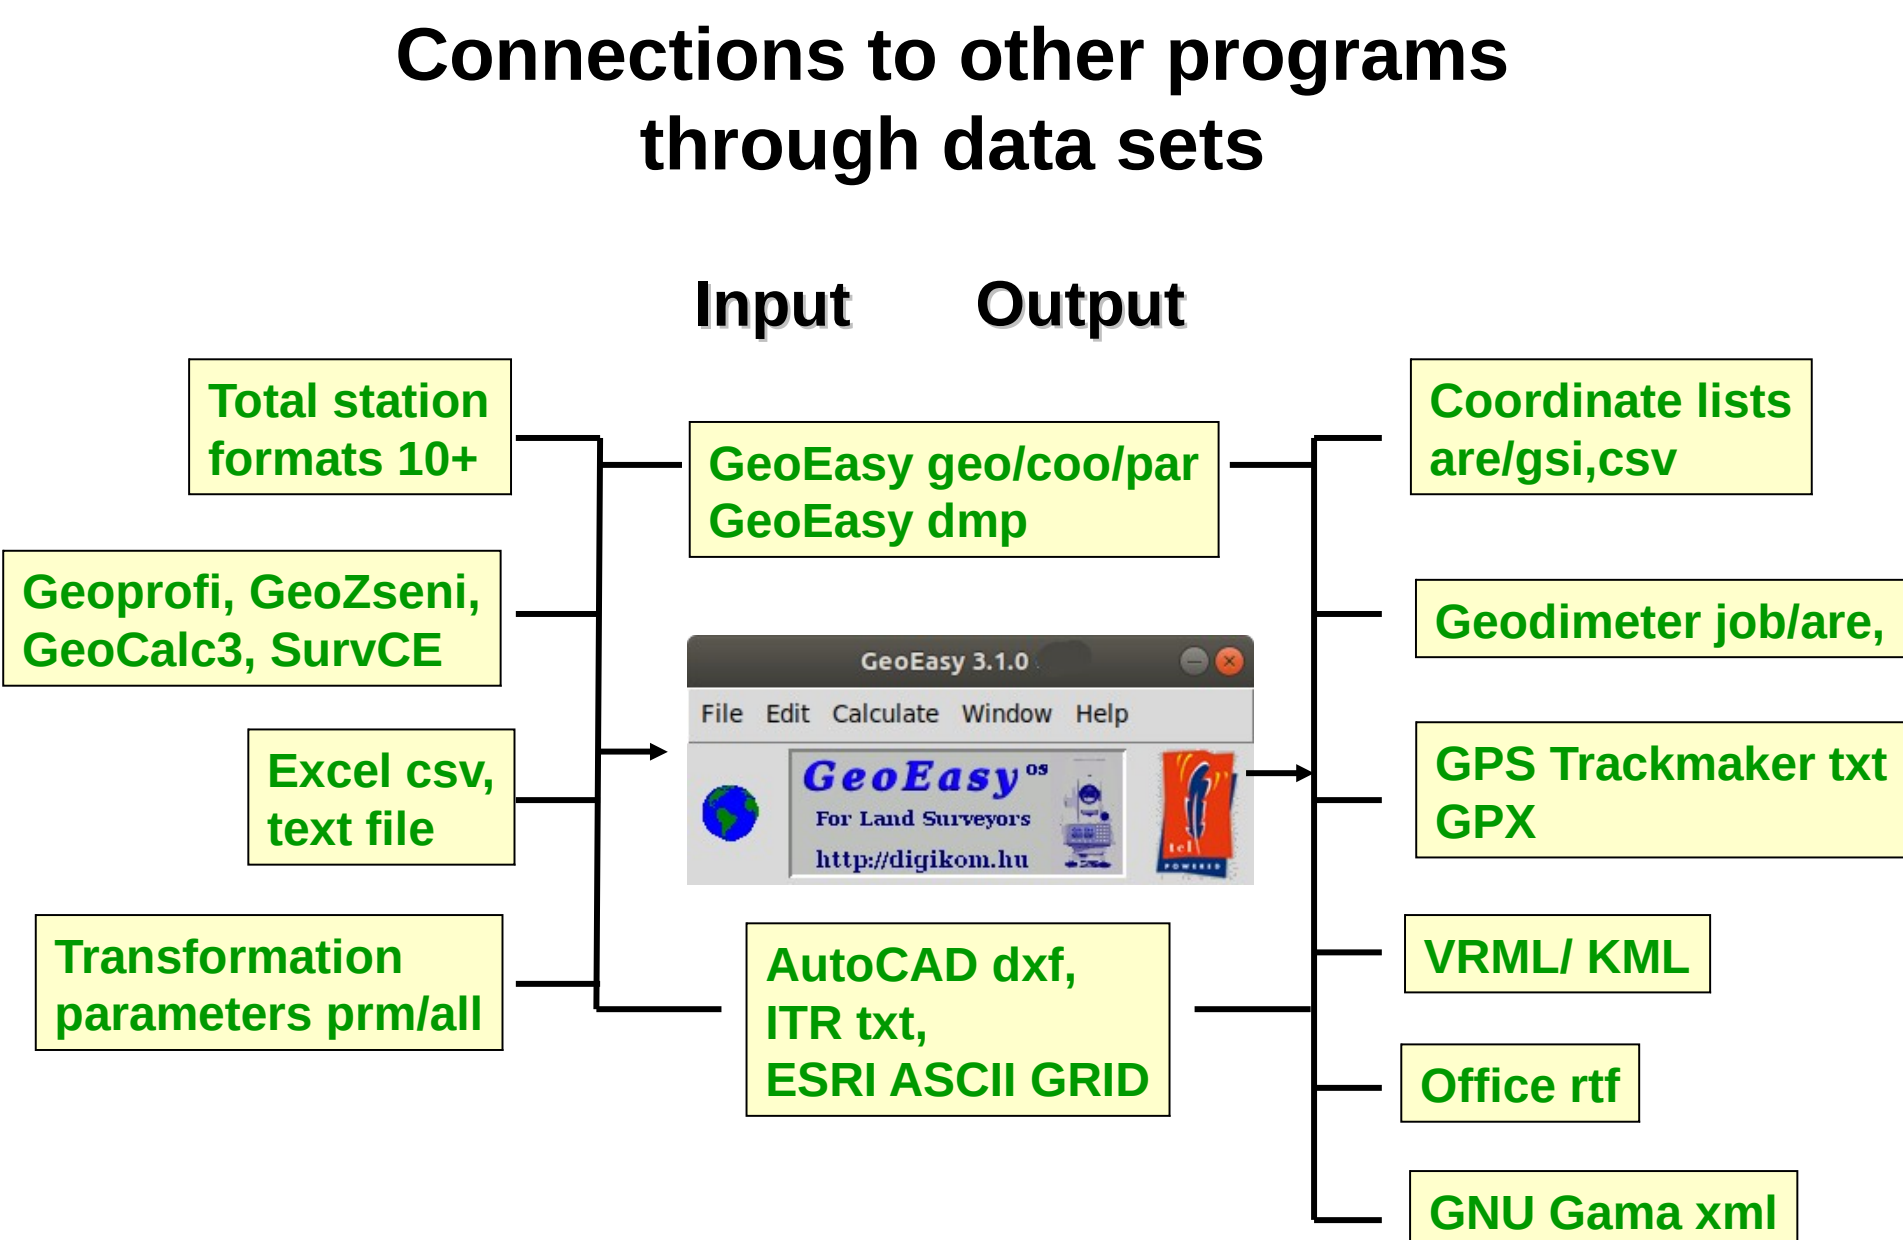 Connections to other programs
through data sets
Input Output
Total station
formats 10+
Geoprofi, GeoZseni,
GeoCalc3, SurvCE
Excel csv,
text file
Transformation
parameters prm/all
GeoEasy geo/coo/par
GeoEasy dmp
GeoEasy 3.1.0
File Edit Calculate Window Help
GeoEasy os
For Land Surveyors
http://digikom.hu
tcl
POWERED
AutoCAD dxf,
ITR txt,
ESRI ASCII GRID
Coordinate lists
are/gsi,csv
Geodimeter job/are,
GPS Trackmaker txt
GPX
VRML/ KML
Office rtf
GNU Gama xml